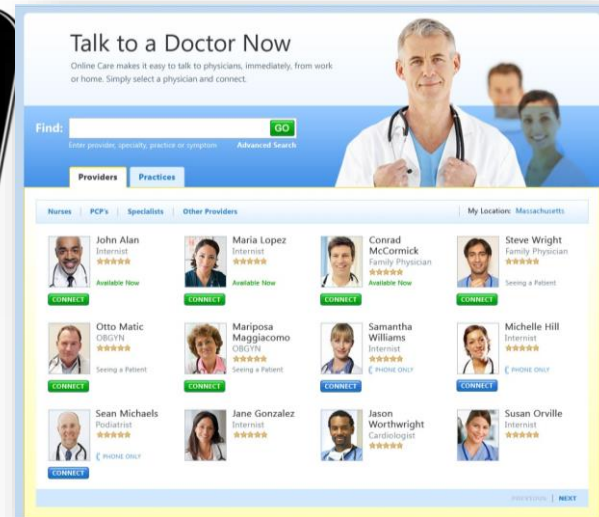 Talk to a Doctor Now
Online Care makes it easy to talk to physicians, immediately, from work
or home. Simply select a physician and connect.
Find:
GO
Enter provider, specialty, practice or symptom Advanced Search
Providers Practices
Nurses | PCP's | Specialists | Other Providers | My Location: Massachusetts
John Alan
Internist
Available Now
CONNECT
Maria Lopez
Internist
Available Now
CONNECT
Conrad
McCormick
Family Physician
Available Now
CONNECT
Steve Wright
Family Physician
Seeing a Patient
CONNECT
Otto Matic
OBGYN
Seeing a Patient
CONNECT
Mariposa
Maggiacomo
OBGYN
Seeing a Patient
CONNECT
Samantha
Williams
Internist
PHONE ONLY
CONNECT
Michelle Hill
Internist
PHONE ONLY
CONNECT
Sean Michaels
Podiatrist
PHONE ONLY
CONNECT
Jane Gonzalez
Internist
Jason
Worthwright
Cardiologist
Susan Orville
Internist
PREVIOUS | NEXT